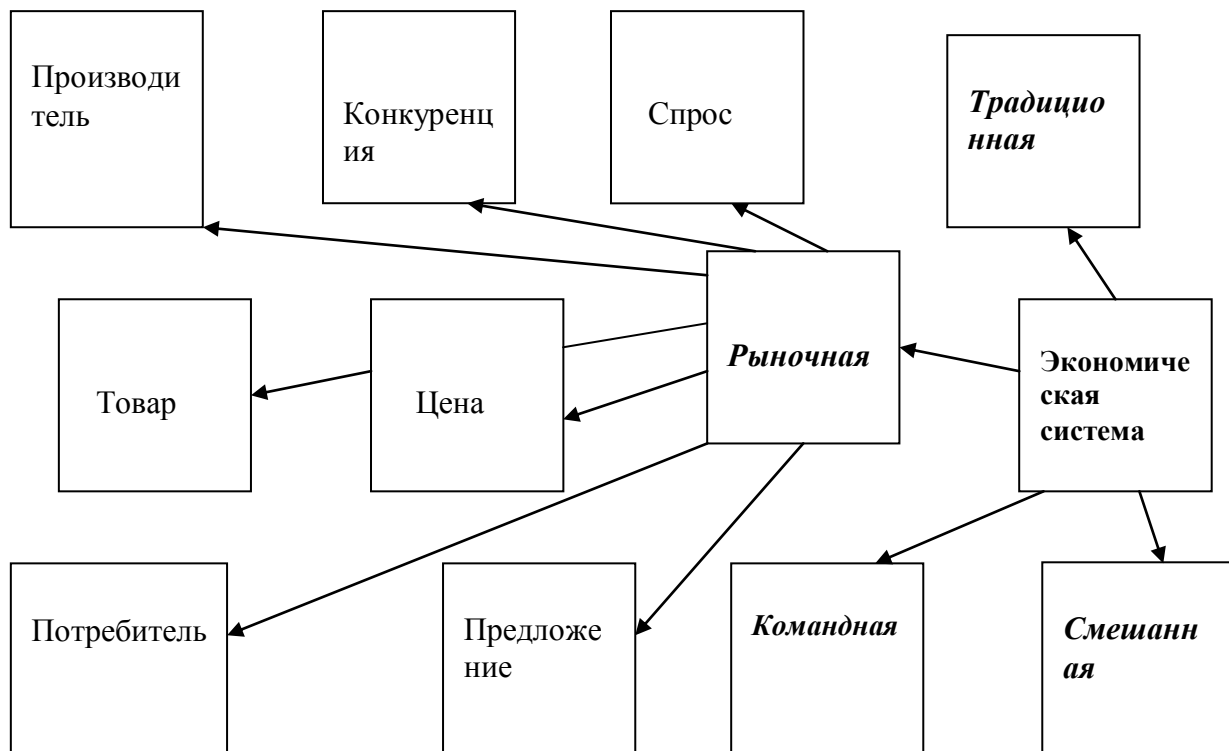 Производи
тель
Конкуренц
ия
Спрос
Традицио
нная
Товар
Цена
Рыночная
Экономиче
ская
система
Потребитель
Предложе
ние
Командная
Смешанн
ая